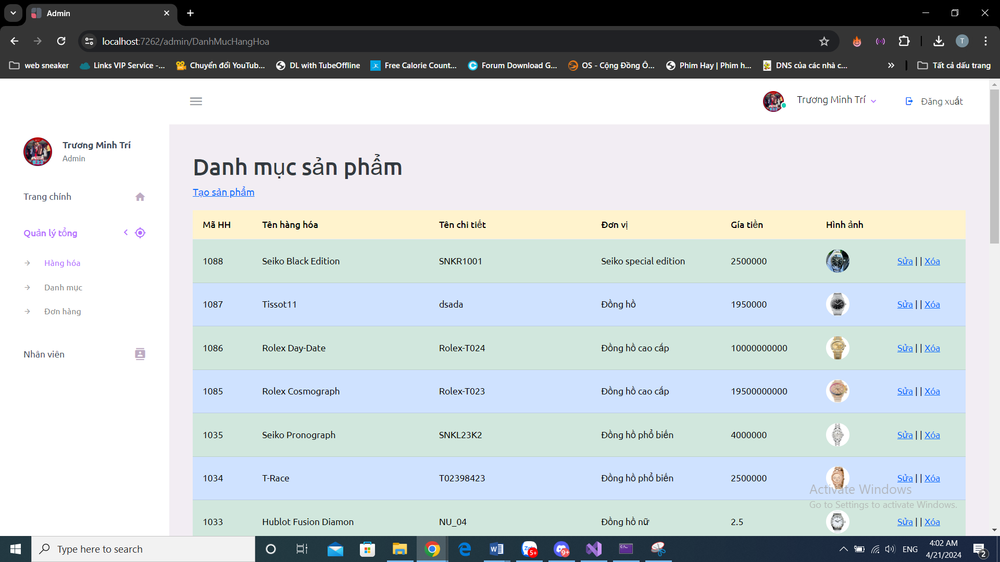 Admin
localhost:7262/admin/DanhMucHangHoa
web sneaker
Links VIP Service -...
Chuyển đổi YouTub...
DL with TubeOffline
Free Calorie Count...
Forum Download G...
OS - Cộng Đồng Ô...
Phim Hay | Phim h...
DNS của các nhà c...
Tất cả dấu trang
Trương Minh Trí
Đăng xuất
Trương Minh Trí
Admin
Trang chính
Quản lý tổng
Hàng hóa
Danh mục
Đơn hàng
Nhân viên
Danh mục sản phẩm
Tạo sản phẩm
Mã HH Tên hàng hóa Tên chi tiết Đơn vị Gía tiền Hình ảnh
1088 Seiko Black Edition SNKR1001 Seiko special edition 2500000 Sửa | | Xóa
1087 Tissot11 dsada Đồng hồ 1950000 Sửa | | Xóa
1086 Rolex Day-Date Rolex-T024 Đồng hồ cao cấp 10000000000 Sửa | | Xóa
1085 Rolex Cosmograph Rolex-T023 Đồng hồ cao cấp 19500000000 Sửa | | Xóa
1035 Seiko Pronograph SNKL23K2 Đồng hồ phổ biến 4000000 Sửa | | Xóa
1034 T-Race T02398423 Đồng hồ phổ biến 2500000 Sửa | | Xóa
1033 Hublot Fusion Diamon NU_04 Đồng hồ nữ 2.5 Sửa | | Xóa
Activate Windows
Go to Settings to activate Windows.
Type here to search
5+
9+
ENG
4:02 AM
4/21/2024
2
T